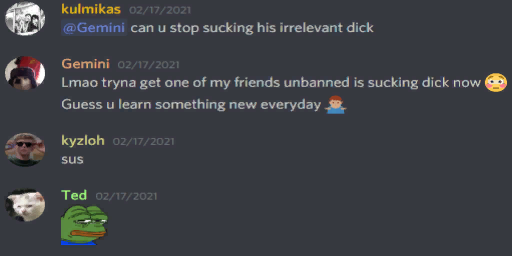 kulmikas 02/17/2021
@Gemini can u stop sucking his irrelevant dick
Gemini 02/17/2021
Lmao tryna get one of my friends unbanned is sucking dick now 😳
Guess u learn something new everyday 🤷🏽‍♂️
kyzloh 02/17/2021
sus
Ted 02/17/2021